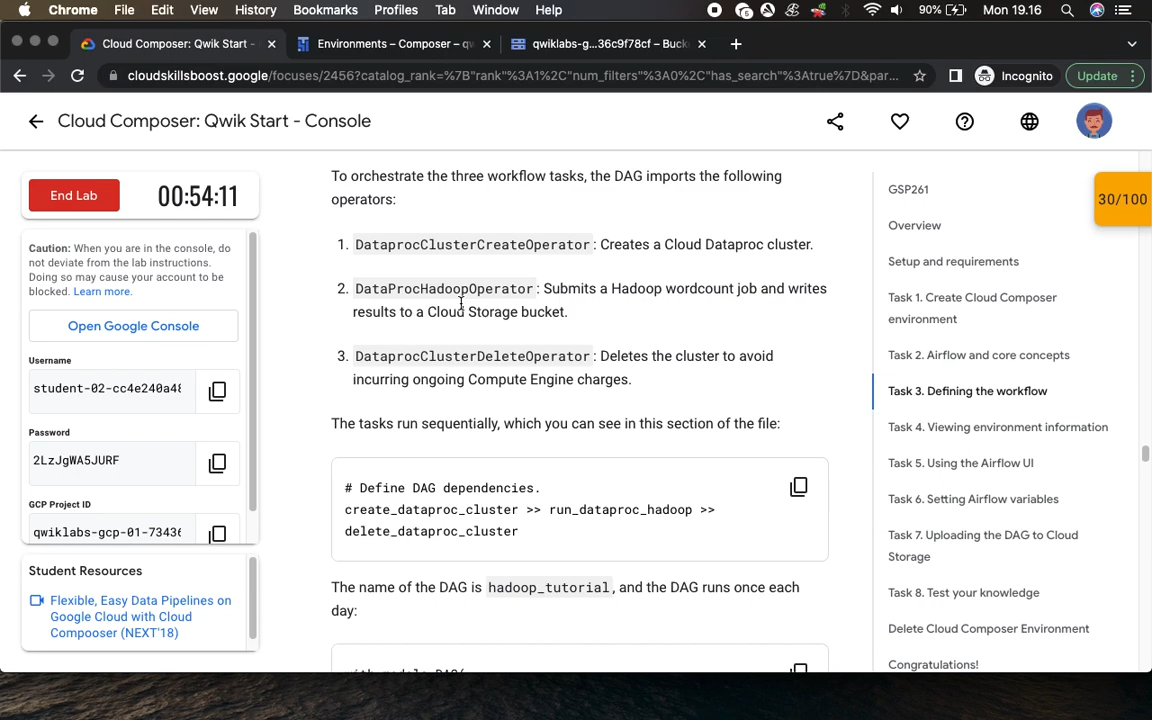 Chrome File Edit View History Bookmarks Profiles Tab Window Help 5 90% Mon 19.16
Cloud Composer: Qwik Start - Environments – Composer – qw qwiklabs-g...36c9f78cf – Buck
cloudskillsboost.google/focuses/2456?catalog_rank=%7B"rank"%3A1%2C"num_filters"%3A0%2C"has_search"%3Atrue%7D&par... Incognito Update
Cloud Composer: Qwik Start - Console
End Lab 00:54:11
Caution: When you are in the console, do
not deviate from the lab instructions.
Doing so may cause your account to be
blocked. Learn more.
Open Google Console
Username
student-02-cc4e240a48
Password
2LzJgWA5JURF
GCP Project ID
qwiklabs-gcp-01-73436
Student Resources
Flexible, Easy Data Pipelines on
Google Cloud with Cloud
Compooser (NEXT'18)
To orchestrate the three workflow tasks, the DAG imports the following
operators:
1. DataprocClusterCreateOperator: Creates a Cloud Dataproc cluster.
2. DataProcHadoopOperator: Submits a Hadoop wordcount job and writes
results to a Cloud Storage bucket.
3. DataprocClusterDeleteOperator: Deletes the cluster to avoid
incurring ongoing Compute Engine charges.
The tasks run sequentially, which you can see in this section of the file:
# Define DAG dependencies.
create_dataproc_cluster >> run_dataproc_hadoop >>
delete_dataproc_cluster
The name of the DAG is hadoop_tutorial, and the DAG runs once each
day:
with models.DAG(
GSP261
Overview
Setup and requirements
Task 1. Create Cloud Composer
environment
Task 2. Airflow and core concepts
Task 3. Defining the workflow
Task 4. Viewing environment information
Task 5. Using the Airflow UI
Task 6. Setting Airflow variables
Task 7. Uploading the DAG to Cloud
Storage
Task 8. Test your knowledge
Delete Cloud Composer Environment
Congratulations!
30/100